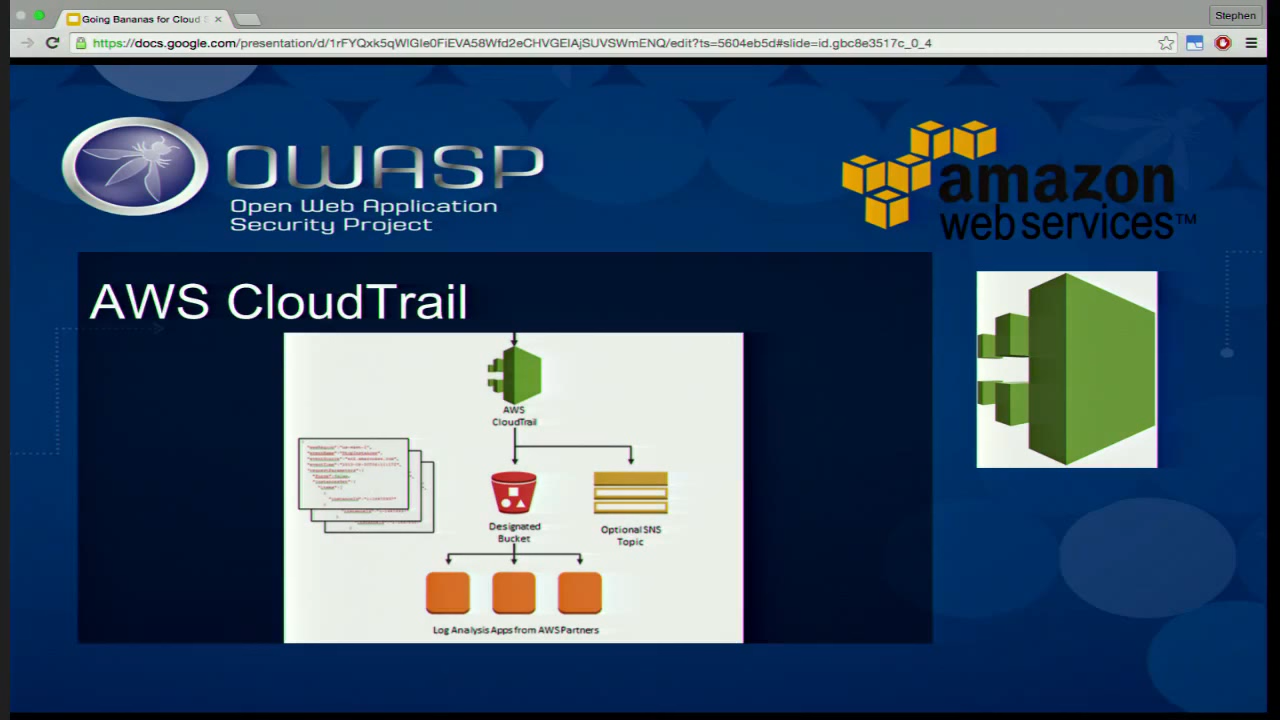 Going Bananas for Cloud
Stephen
https://docs.google.com/presentation/d/1rFYQxk5qWIGIe0FiEVA58Wfd2eCHVGEIAjSUVSWmENQ/edit?ts=5604eb5d#slide=id.gbc8e3517c_0_4
OWASP
Open Web Application
Security Project
amazon
web services™
AWS CloudTrail
AWS
CloudTrail
Designated
Bucket
Optional SNS
Topic
Log Analysis Apps from AWS Partners